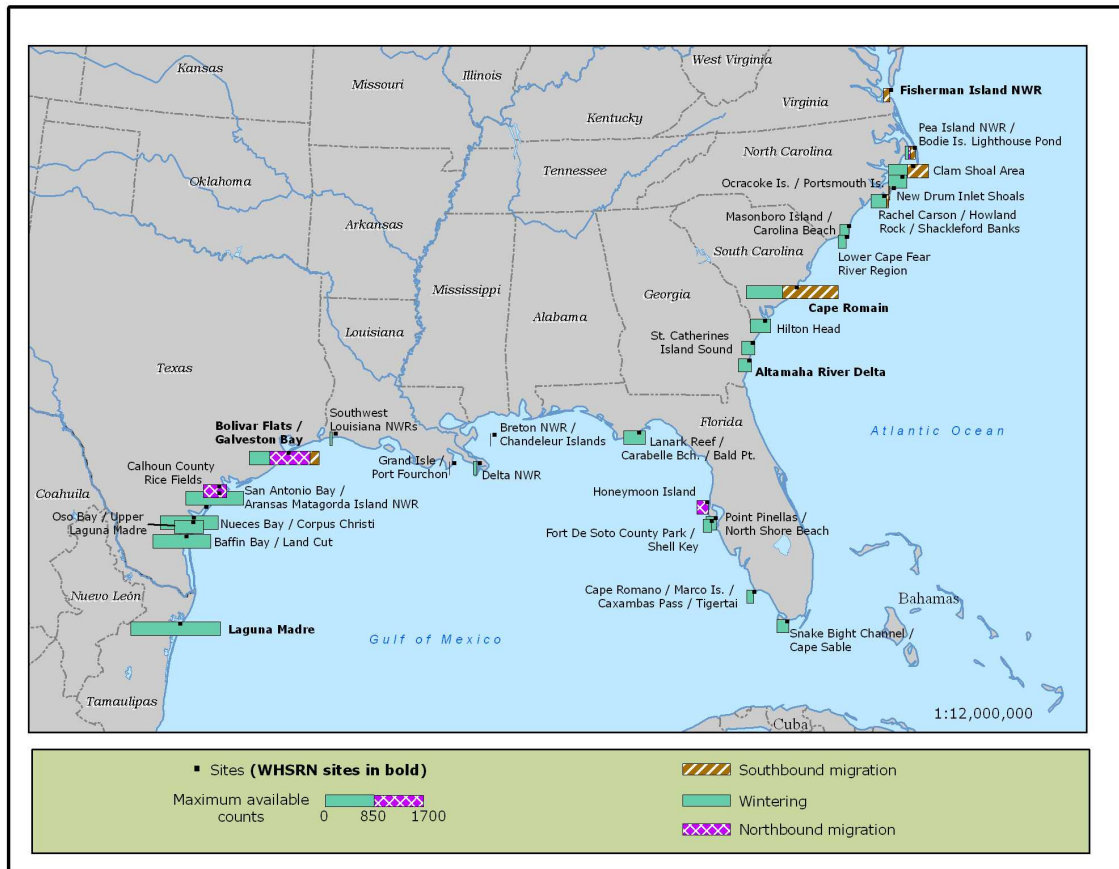 Kansas
Missouri
Illinois
West Virginia
Virginia
Kentucky
Fisherman Island NWR
Pea Island NWR /
Bodie Is. Lighthouse Pond
North Carolina
Tennessee
Oklahoma
Clam Shoal Area
Ocracoke Is. / Portsmouth Is.
New Drum Inlet Shoals
Arkansas
Masonboro Island /
Carolina Beach
Rachel Carson / Howland
Rock / Shackleford Banks
South Carolina
Lower Cape Fear
River Region
Mississippi
Alabama
Georgia
Cape Romain
Louisiana
Hilton Head
St. Catherines
Island Sound
Texas
Altamaha River Delta
Southwest
Louisiana NWRs
Bolivar Flats /
Galveston Bay
Breton NWR /
Chandeleur Islands
Florida
Atlantic Ocean
Lanark Reef /
Carabelle Bch. / Bald Pt.
Grand Isle /
Port Fourchon
Delta NWR
Calhoun County
Rice Fields
Coahuila
San Antonio Bay /
Aransas Matagorda Island NWR
Honeymoon Island
Oso Bay / Upper
Laguna Madre
Nueces Bay / Corpus Christi
Point Pinellas /
North Shore Beach
Fort De Soto County Park /
Shell Key
Baffin Bay / Land Cut
Nuevo León
Cape Romano / Marco Is. /
Caxambas Pass / Tigertai
Bahamas
Laguna Madre
Gulf of Mexico
Snake Bight Channel /
Cape Sable
Tamaulipas
Cuba
1:12,000,000
Sites (WHSRN sites in bold)
Maximum available
counts
0 850 1700
Southbound migration
Wintering
Northbound migration